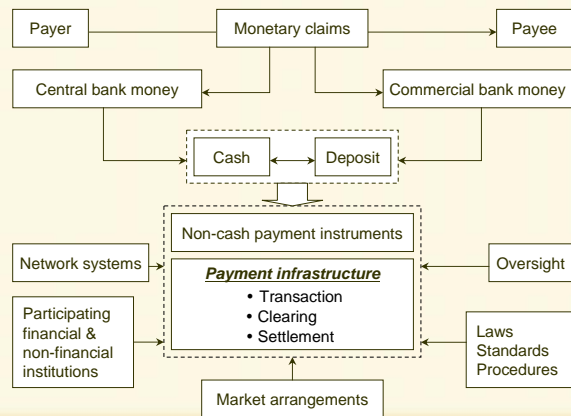 Payer
Monetary claims
Payee
Central bank money
Commercial bank money
Cash
Deposit
Non-cash payment instruments
Network systems
Payment infrastructure
• Transaction
• Clearing
• Settlement
Oversight
Participating
financial &
non-financial
institutions
Laws
Standards
Procedures
Market arrangements